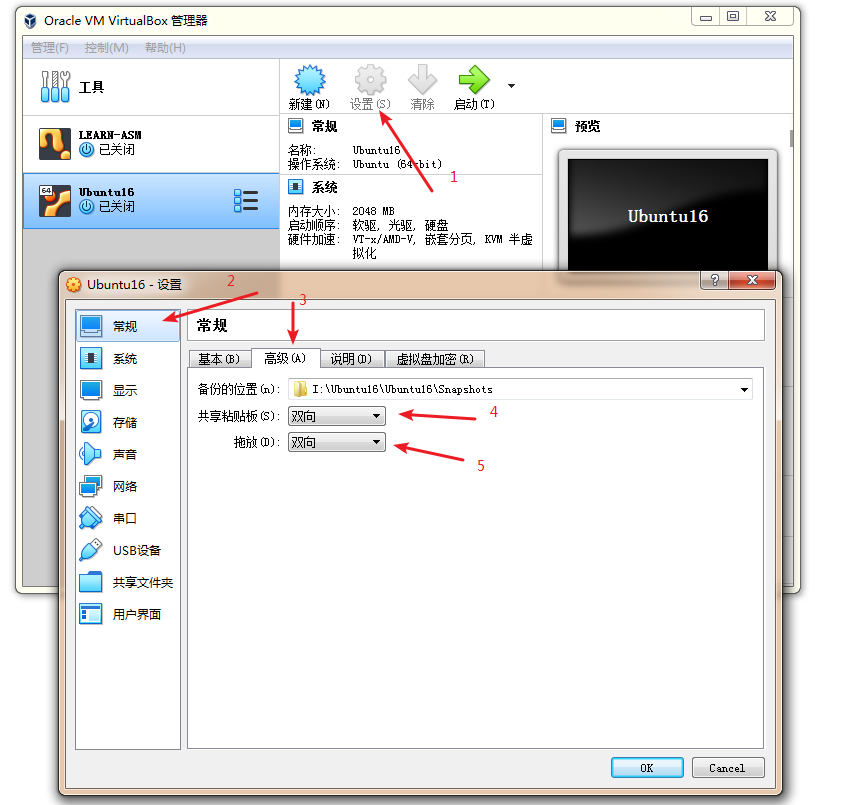 Oracle VM VirtualBox 管理器
管理(F) 控制(M) 帮助(H)
工具
新建(N) 设置(S) 清除 启动(T)
LEARN-ASM
已关闭
64
Ubuntu16
已关闭
常规
名称: Ubuntu16
操作系统: Ubuntu (64-bit)
1
系统
内存大小: 2048 MB
启动顺序: 软驱, 光驱, 硬盘
硬件加速: VT-x/AMD-V, 嵌套分页, KVM 半虚
拟化
预览
Ubuntu16
Ubuntu16 - 设置
2
3
常规
系统
显示
存储
声音
网络
串口
USB设备
共享文件夹
用户界面
常规
基本(B) 高级(A) 说明(D) 虚拟盘加密(R)
备份的位置(n): I:\Ubuntu16\Ubuntu16\Snapshots
共享粘贴板(S): 双向
4
拖放(D): 双向
5
OK Cancel